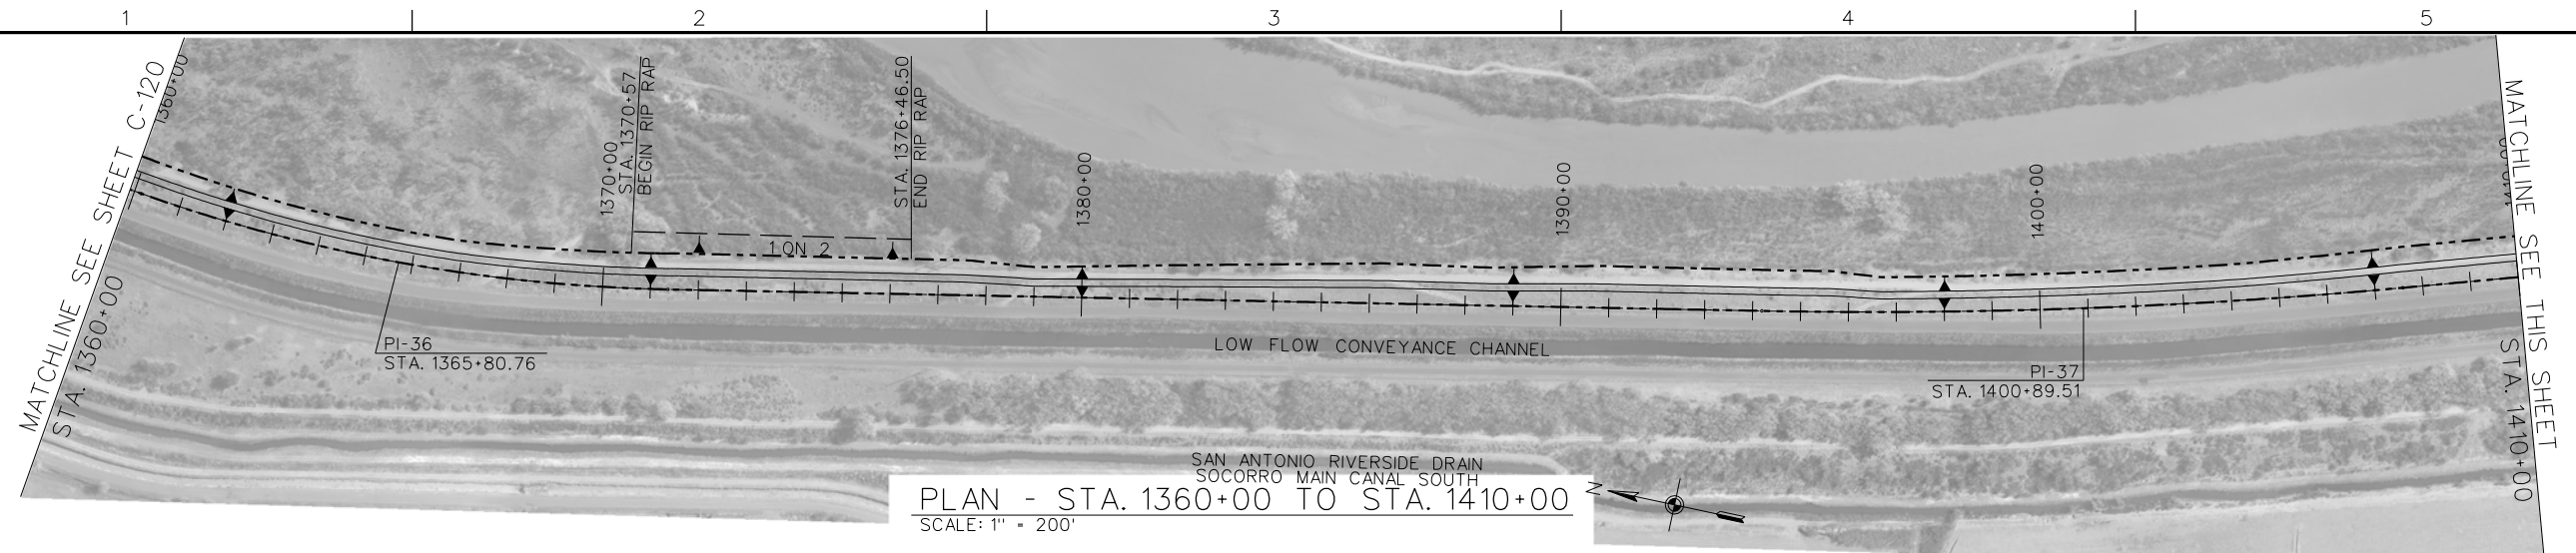 1 2 3 4 5
MATCHLINE SEE SHEET C-120
STA. 1360+00
1360+00
1370+00
STA. 1370+57
BEGIN RIP RAP
STA. 1376+46.50
END RIP RAP
1 ON 2
1380+00
1390+00
1400+00
PI-36
STA. 1365+80.76
LOW FLOW CONVEYANCE CHANNEL
PI-37
STA. 1400+89.51
MATCHLINE SEE THIS SHEET
STA. 1410+00
SAN ANTONIO RIVERSIDE DRAIN
SOCORRO MAIN CANAL SOUTH
PLAN - STA. 1360+00 TO STA. 1410+00
SCALE: 1" = 200'
N